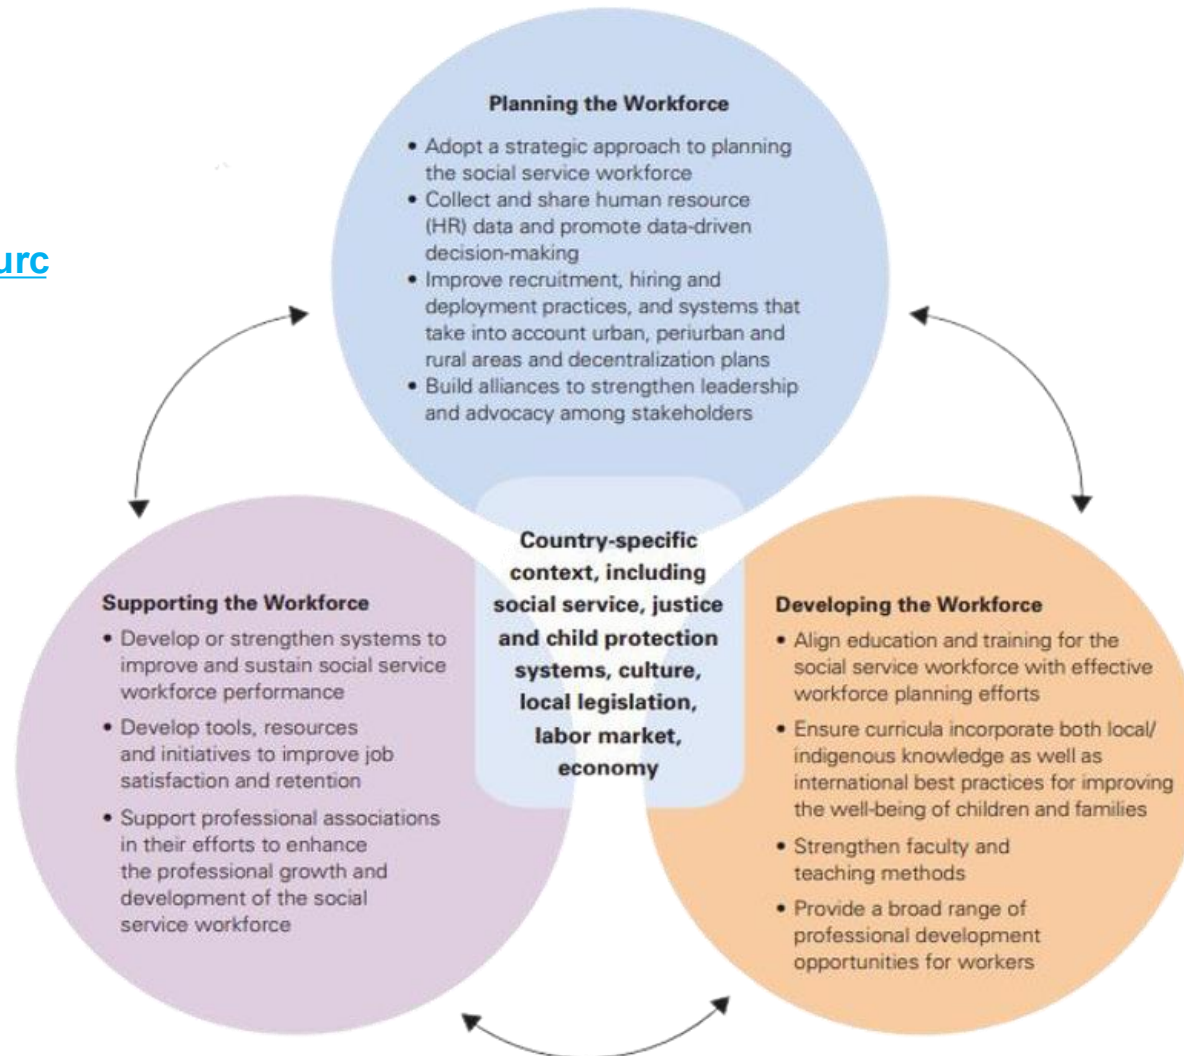 Planning the Workforce
• Adopt a strategic approach to planning
the social service workforce
• Collect and share human resource
(HR) data and promote data-driven
decision-making
• Improve recruitment, hiring and
deployment practices, and systems that
take into account urban, periurban and
rural areas and decentralization plans
• Build alliances to strengthen leadership
and advocacy among stakeholders
urc
Country-specific
context, including
social service, justice
and child protection
systems, culture,
local legislation,
labor market,
economy
Supporting the Workforce
• Develop or strengthen systems to
improve and sustain social service
workforce performance
• Develop tools, resources
and initiatives to improve job
satisfaction and retention
• Support professional associations
in their efforts to enhance
the professional growth and
development of the social
service workforce
Developing the Workforce
• Align education and training for the
social service workforce with effective
workforce planning efforts
• Ensure curricula incorporate both local/
indigenous knowledge as well as
international best practices for improving
the well-being of children and families
• Strengthen faculty and
teaching methods
• Provide a broad range of
professional development
opportunities for workers